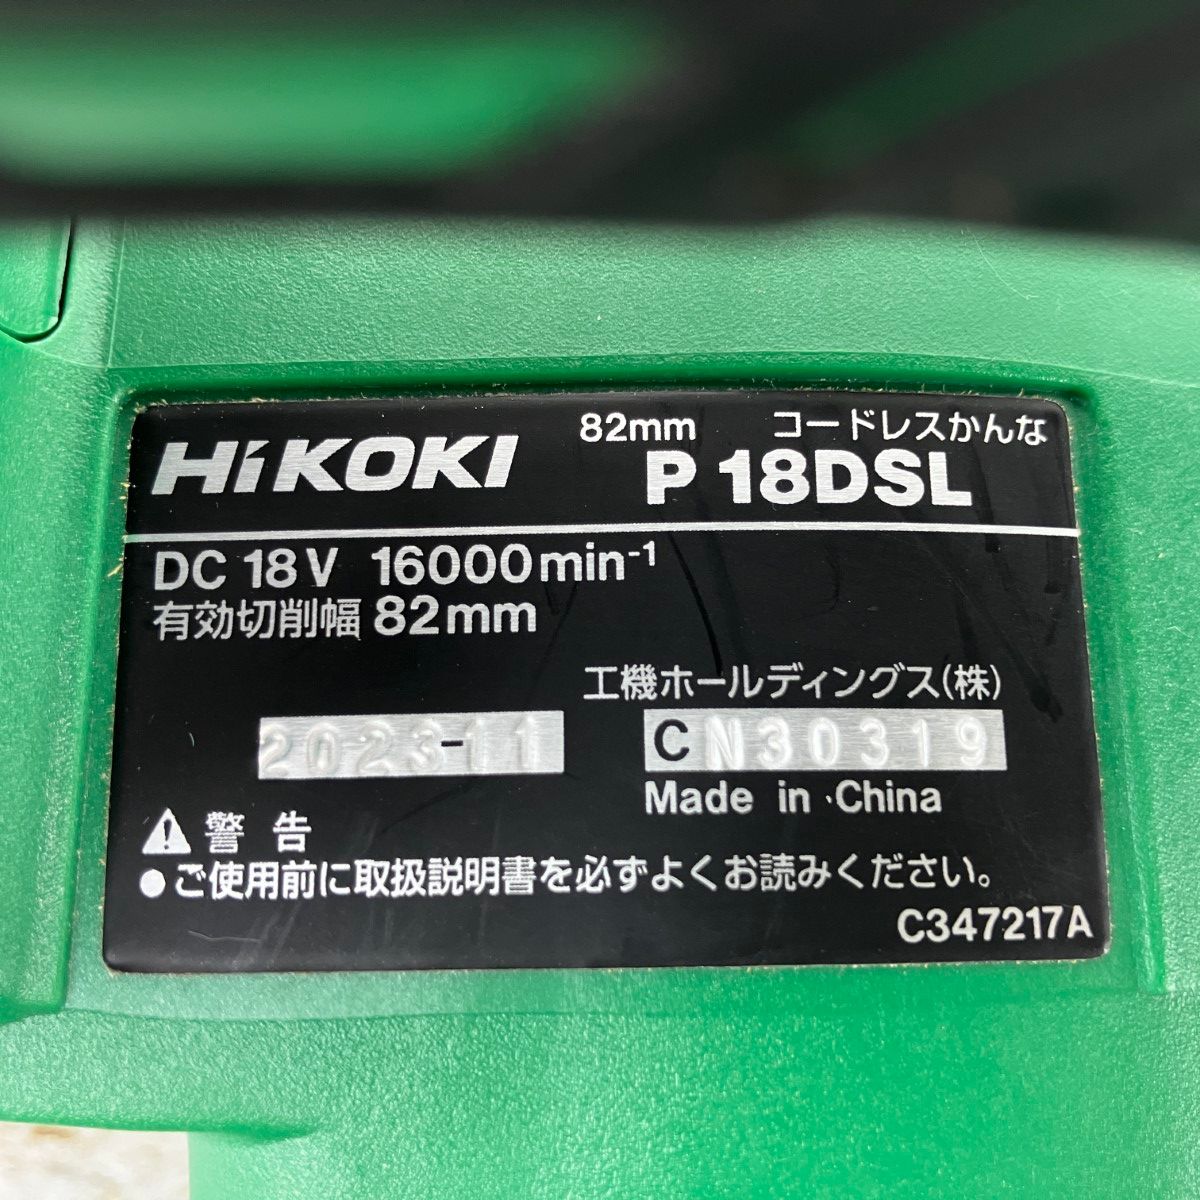 82mm コードレスかんな
HiKOKI P 18DSL
DC 18V 16000min⁻¹
有効切削幅 82mm
工機ホールディングス(株)
2023-11 CN30319
Made in China
警告
●ご使用前に取扱説明書を必ずよくお読みください。
C347217A